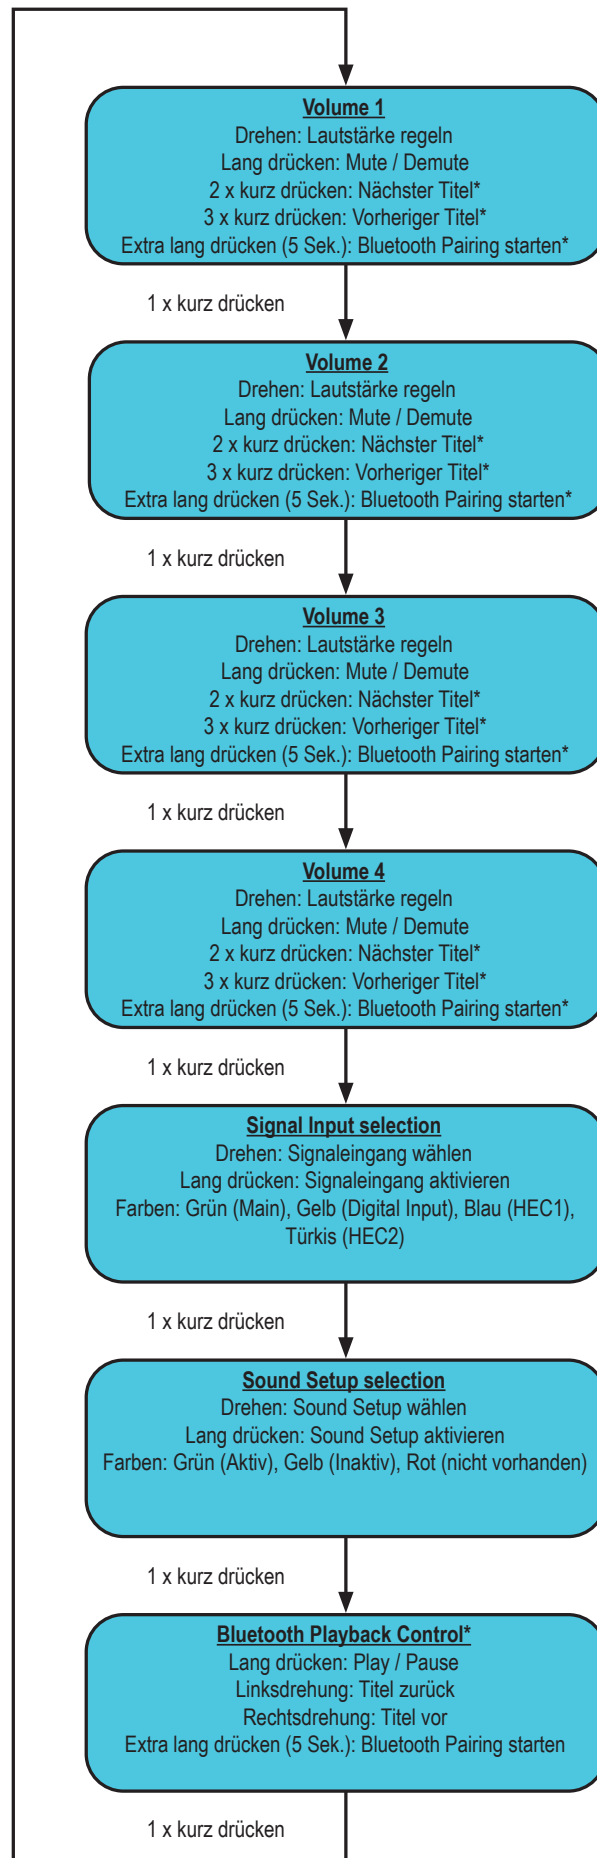 Volume 1
Drehen: Lautstärke regeln
Lang drücken: Mute / Demute
2 x kurz drücken: Nächster Titel*
3 x kurz drücken: Vorheriger Titel*
Extra lang drücken (5 Sek.): Bluetooth Pairing starten*
1 x kurz drücken
Volume 2
Drehen: Lautstärke regeln
Lang drücken: Mute / Demute
2 x kurz drücken: Nächster Titel*
3 x kurz drücken: Vorheriger Titel*
Extra lang drücken (5 Sek.): Bluetooth Pairing starten*
1 x kurz drücken
Volume 3
Drehen: Lautstärke regeln
Lang drücken: Mute / Demute
2 x kurz drücken: Nächster Titel*
3 x kurz drücken: Vorheriger Titel*
Extra lang drücken (5 Sek.): Bluetooth Pairing starten*
1 x kurz drücken
Volume 4
Drehen: Lautstärke regeln
Lang drücken: Mute / Demute
2 x kurz drücken: Nächster Titel*
3 x kurz drücken: Vorheriger Titel*
Extra lang drücken (5 Sek.): Bluetooth Pairing starten*
1 x kurz drücken
Signal Input selection
Drehen: Signaleingang wählen
Lang drücken: Signaleingang aktivieren
Farben: Grün (Main), Gelb (Digital Input), Blau (HEC1),
Türkis (HEC2)
1 x kurz drücken
Sound Setup selection
Drehen: Sound Setup wählen
Lang drücken: Sound Setup aktivieren
Farben: Grün (Aktiv), Gelb (Inaktiv), Rot (nicht vorhanden)
1 x kurz drücken
Bluetooth Playback Control*
Lang drücken: Play / Pause
Linksdrehung: Titel zurück
Rechtsdrehung: Titel vor
Extra lang drücken (5 Sek.): Bluetooth Pairing starten
1 x kurz drücken